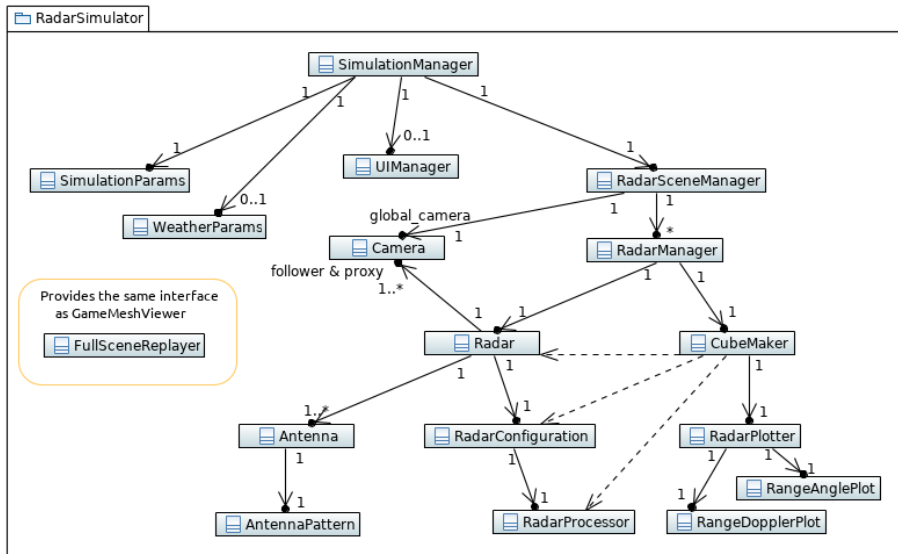 RadarSimulator
SimulationManager
1
1
1
1
1
0..1
1
0..1
UIManager
SimulationParams
RadarSceneManager
WeatherParams
1
1
global_camera
1
*
Camera
RadarManager
follower & proxy
1..*
1
1
Provides the same interface
as GameMeshViewer
FullSceneReplayer
1
1
1
Radar
CubeMaker
1
1
1
1..*
1
1
Antenna
RadarConfiguration
RadarPlotter
1
1
1
1
1
RangeAnglePlot
1
1
1
AntennaPattern
RadarProcessor
RangeDopplerPlot